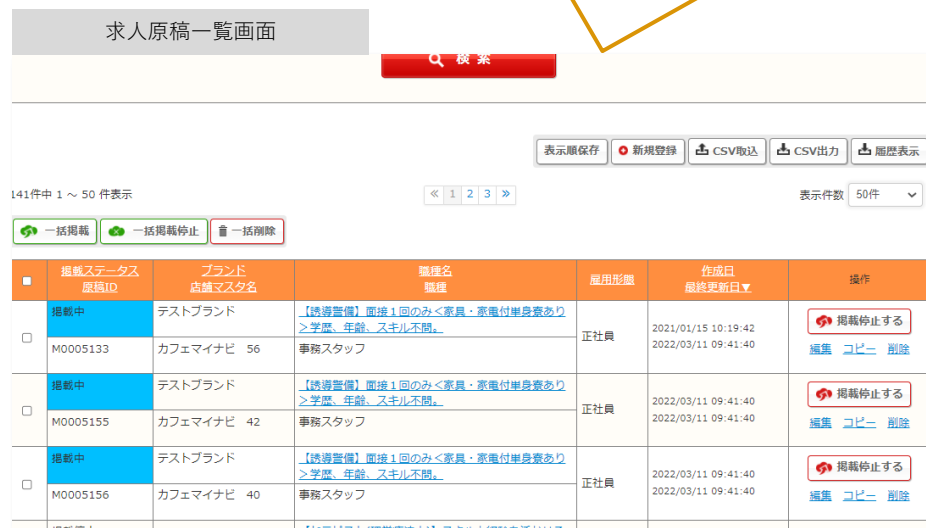 求人原稿一覧画面
検索
表示順保存 新規登録 CSV取込 CSV出力 履歴表示
141件中 1 ~ 50 件表示 « 1 2 3 » 表示件数 50件
一括掲載 一括掲載停止 一括削除
掲載ステータス ブランド 職種名 雇用形態 作成日 操作
原稿ID 店舗マスタ名 職種 最終更新日▼
掲載中 テストブランド 【誘導警備】面接1回のみ<家具・家電付単身寮あり
>学歴、年齢、スキル不問。 正社員 2021/01/15 10:19:42 掲載停止する
M0005133 カフェマイナビ 56 事務スタッフ 2022/03/11 09:41:40 編集 コピー 削除
掲載中 テストブランド 【誘導警備】面接1回のみ<家具・家電付単身寮あり
>学歴、年齢、スキル不問。 正社員 2022/03/11 09:41:40 掲載停止する
M0005155 カフェマイナビ 42 事務スタッフ 2022/03/11 09:41:40 編集 コピー 削除
掲載中 テストブランド 【誘導警備】面接1回のみ<家具・家電付単身寮あり
>学歴、年齢、スキル不問。 正社員 2022/03/11 09:41:40 掲載停止する
M0005156 カフェマイナビ 40 事務スタッフ 2022/03/11 09:41:40 編集 コピー 削除